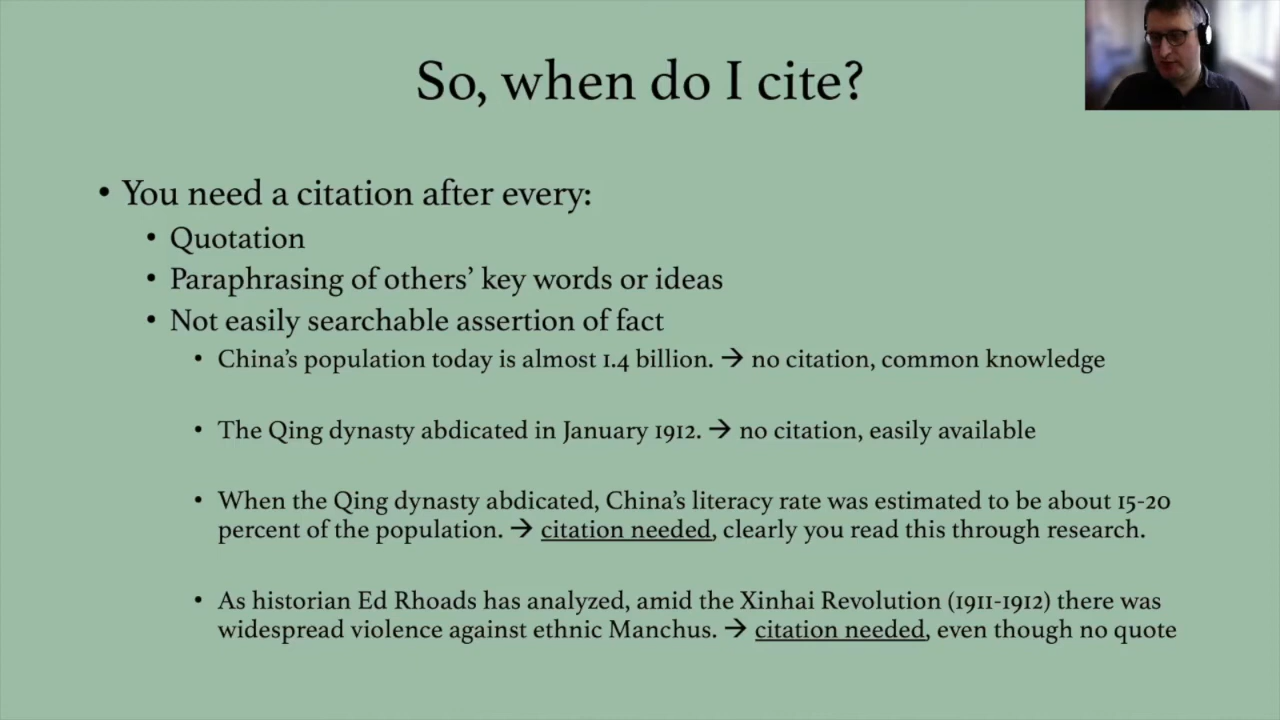 So, when do I cite?
• You need a citation after every:
• Quotation
• Paraphrasing of others’ key words or ideas
• Not easily searchable assertion of fact
• China’s population today is almost 1.4 billion. → no citation, common knowledge
• The Qing dynasty abdicated in January 1912. → no citation, easily available
• When the Qing dynasty abdicated, China’s literacy rate was estimated to be about 15-20
percent of the population. → citation needed, clearly you read this through research.
• As historian Ed Rhoads has analyzed, amid the Xinhai Revolution (1911-1912) there was
widespread violence against ethnic Manchus. → citation needed, even though no quote